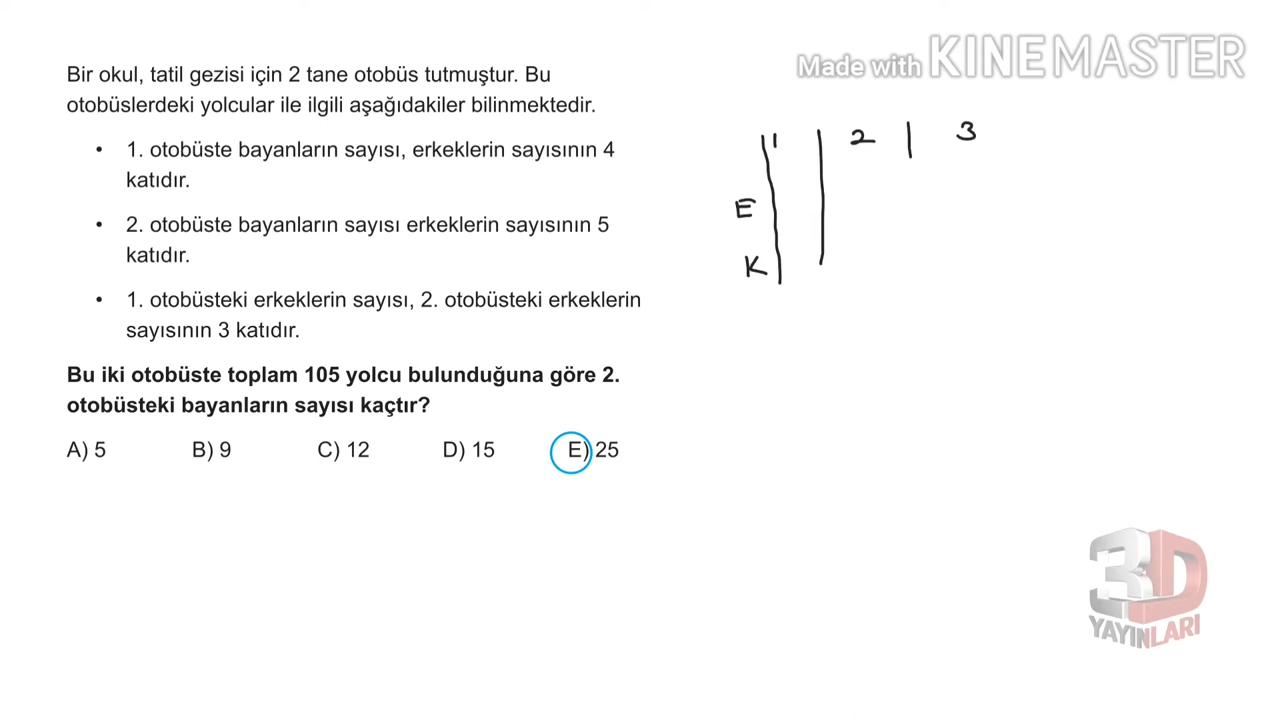 Made with KINEMASTER
Bir okul, tatil gezisi için 2 tane otobüs tutmuştur. Bu
otobüslerdeki yolcular ile ilgili aşağıdakiler bilinmektedir.
• 1. otobüste bayanların sayısı, erkeklerin sayısının 4
katıdır.
• 2. otobüste bayanların sayısı erkeklerin sayısının 5
katıdır.
• 1. otobüsteki erkeklerin sayısı, 2. otobüsteki erkeklerin
sayısının 3 katıdır.
Bu iki otobüste toplam 105 yolcu bulunduğuna göre 2.
otobüsteki bayanların sayısı kaçtır?
A) 5 B) 9 C) 12 D) 15 E) 25
1 2 3
E
K
3D
YAYINLARI